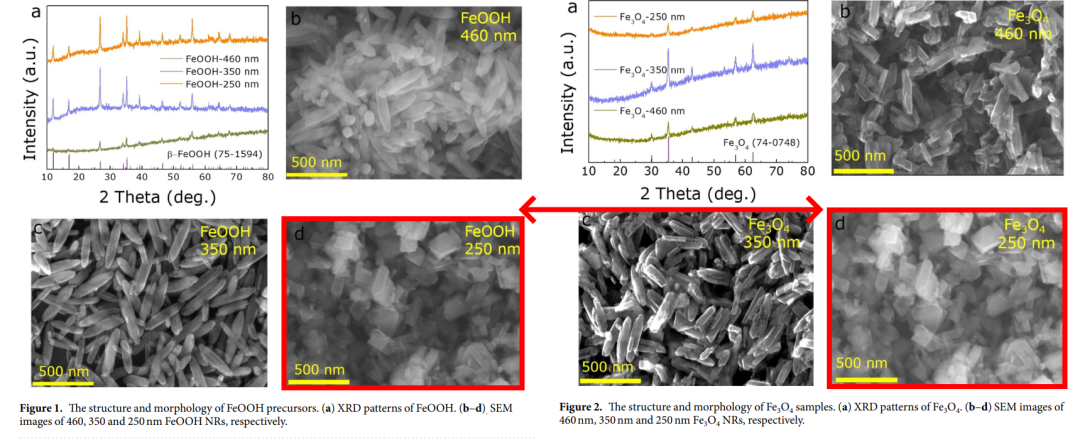 a
Intensity (a.u.)
FeOOH-460 nm
FeOOH-350 nm
FeOOH-250 nm
β-FeOOH (75-1594)
10 20 30 40 50 60 70 80
2 Theta (deg.)
b
FeOOH
460 nm
500 nm
c
FeOOH
350 nm
500 nm
d
FeOOH
250 nm
500 nm
Figure 1. The structure and morphology of FeOOH precursors. (a) XRD patterns of FeOOH. (b–d) SEM
images of 460, 350 and 250 nm FeOOH NRs, respectively.
a
Intensity (a.u.)
Fe₃O₄-250 nm
Fe₃O₄-350 nm
Fe₃O₄-460 nm
Fe₃O₄ (74-0748)
10 20 30 40 50 60 70 80
2 Theta (deg.)
b
Fe₃O₄
460 nm
500 nm
c
Fe₃O₄
350 nm
500 nm
d
Fe₃O₄
250 nm
500 nm
Figure 2. The structure and morphology of Fe₃O₄ samples. (a) XRD patterns of Fe₃O₄. (b–d) SEM images of
460 nm, 350 nm and 250 nm Fe₃O₄ NRs, respectively.